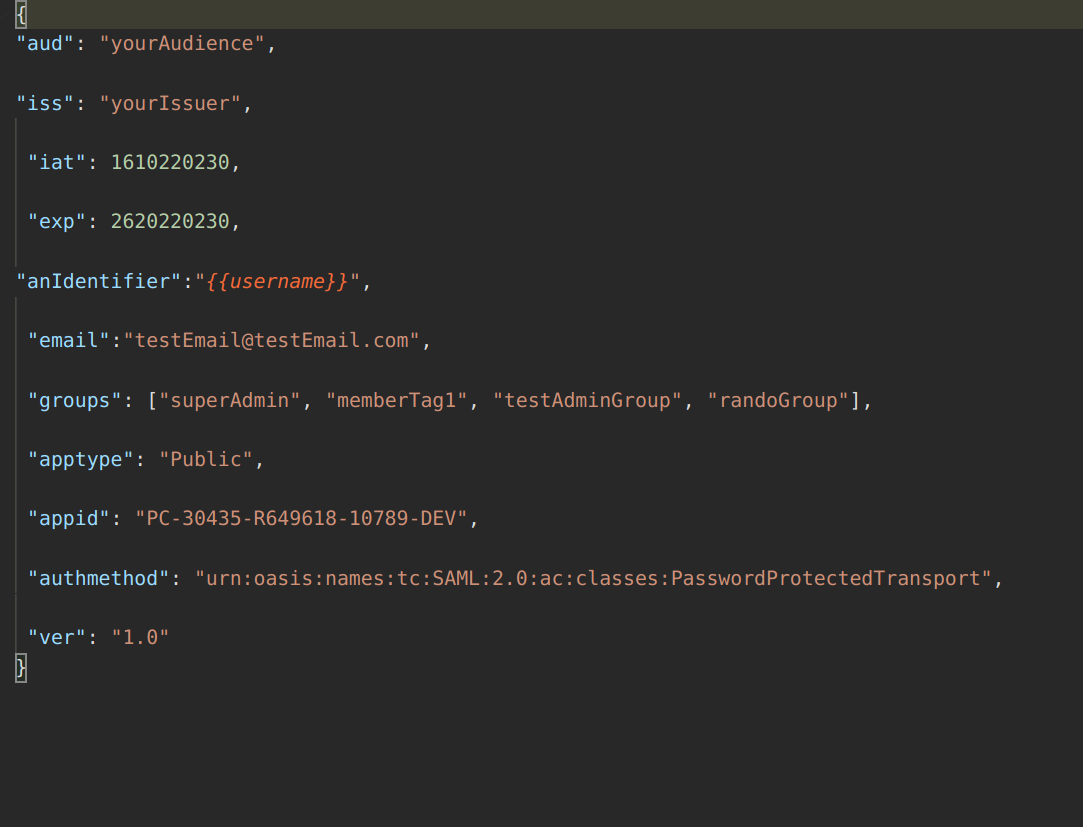 {
"aud": "yourAudience",
"iss": "yourIssuer",
"iat": 1610220230,
"exp": 2620220230,
"anIdentifier":"{{username}}",
"email":"testEmail@testEmail.com",
"groups": ["superAdmin", "memberTag1", "testAdminGroup", "randoGroup"],
"apptype": "Public",
"appid": "PC-30435-R649618-10789-DEV",
"authmethod": "urn:oasis:names:tc:SAML:2.0:ac:classes:PasswordProtectedTransport",
"ver": "1.0"
}